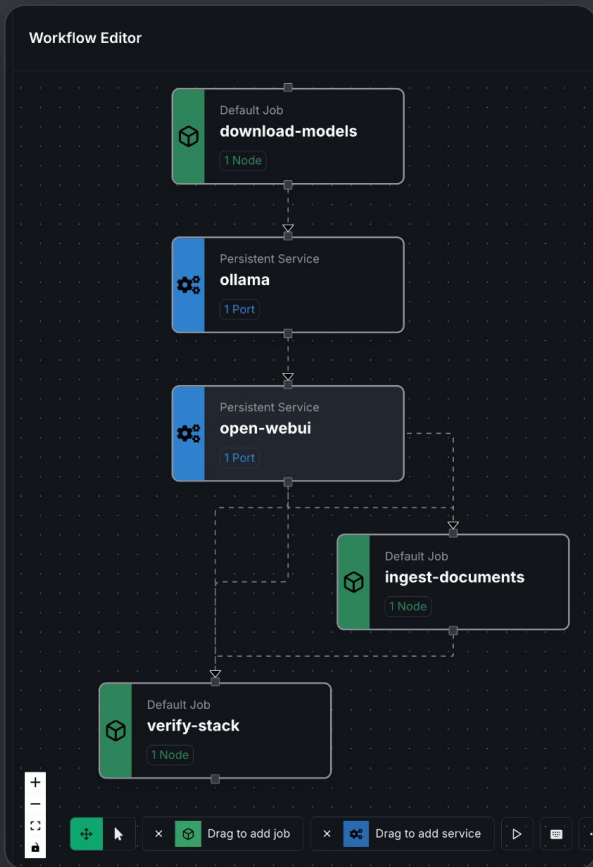 Workflow Editor
Default Job
download-models
1 Node
Persistent Service
ollama
1 Port
Persistent Service
open-webui
1 Port
Default Job
ingest-documents
1 Node
Default Job
verify-stack
1 Node
Drag to add job
Drag to add service